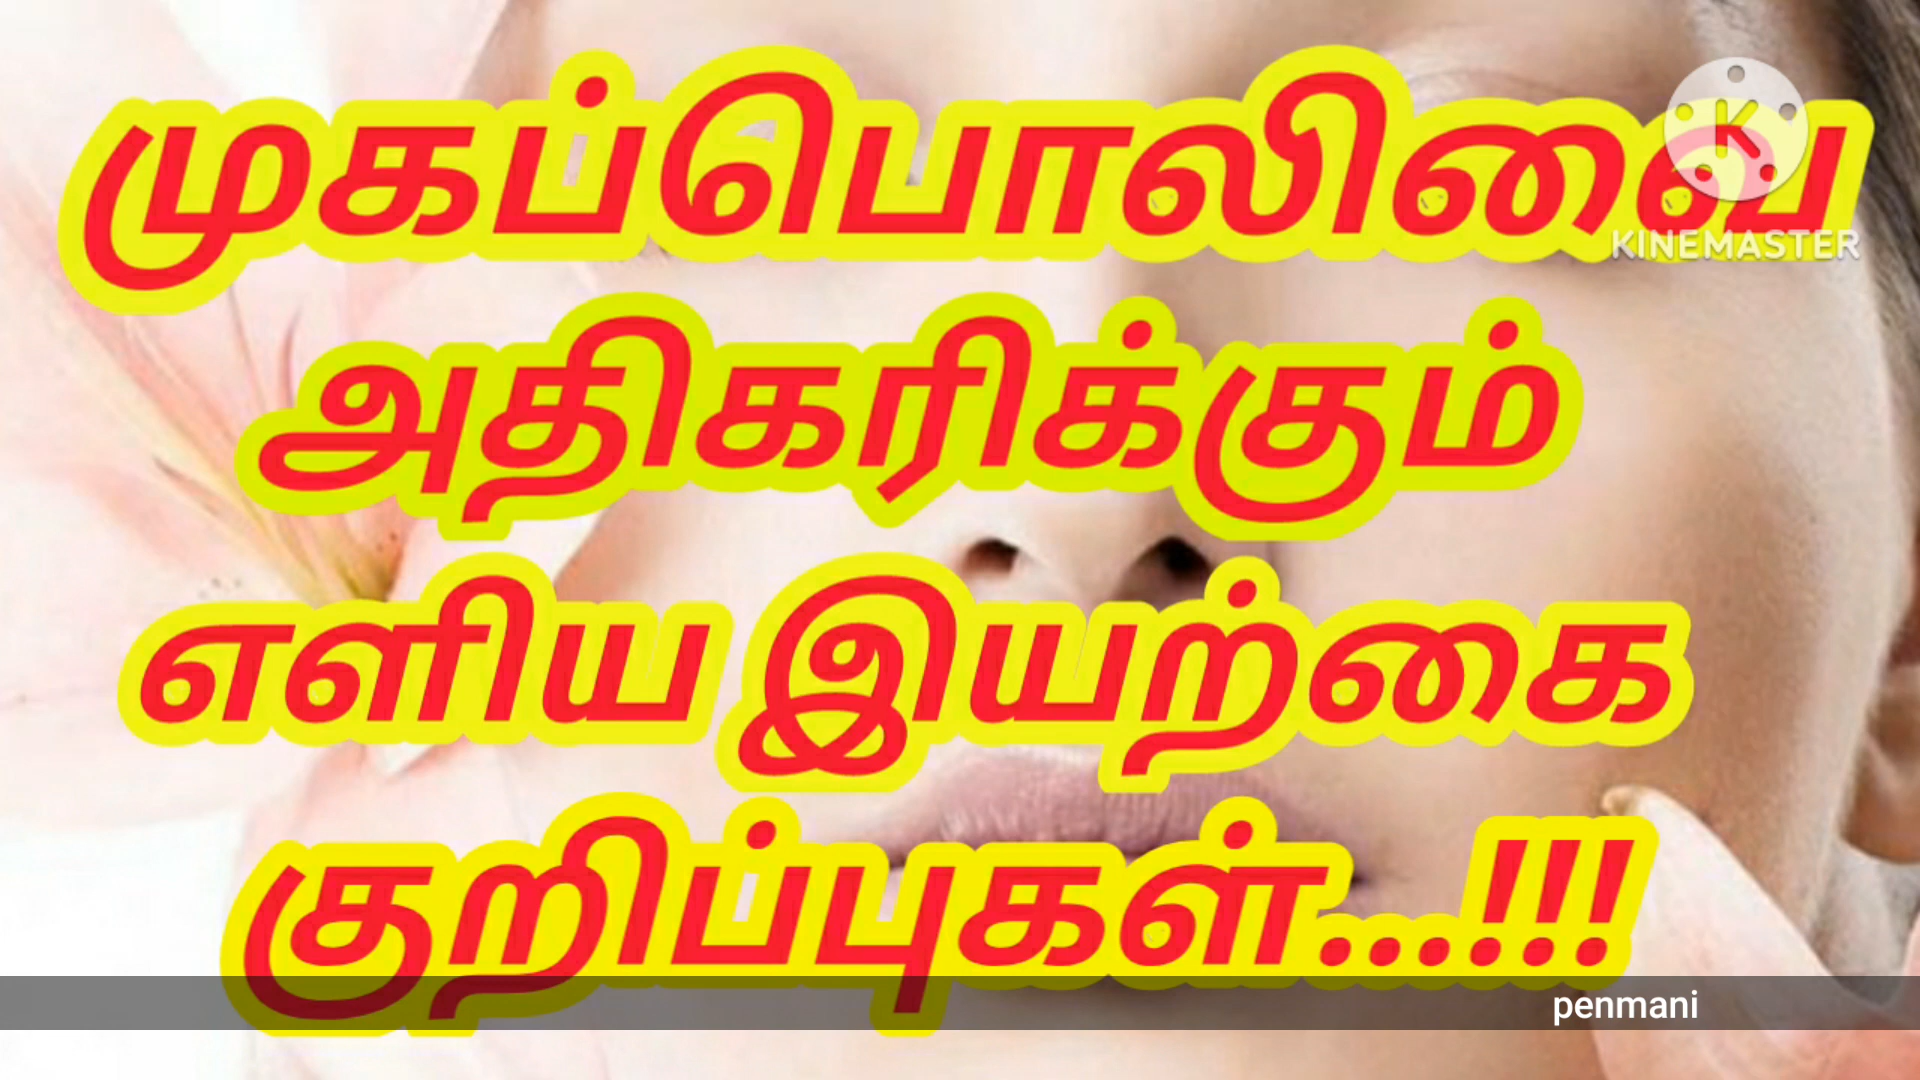 முகப்பொலிவை
KINEMASTER
அதிகரிக்கும்
எளிய இயற்கை
குறிப்புகள்...!!!
penmani